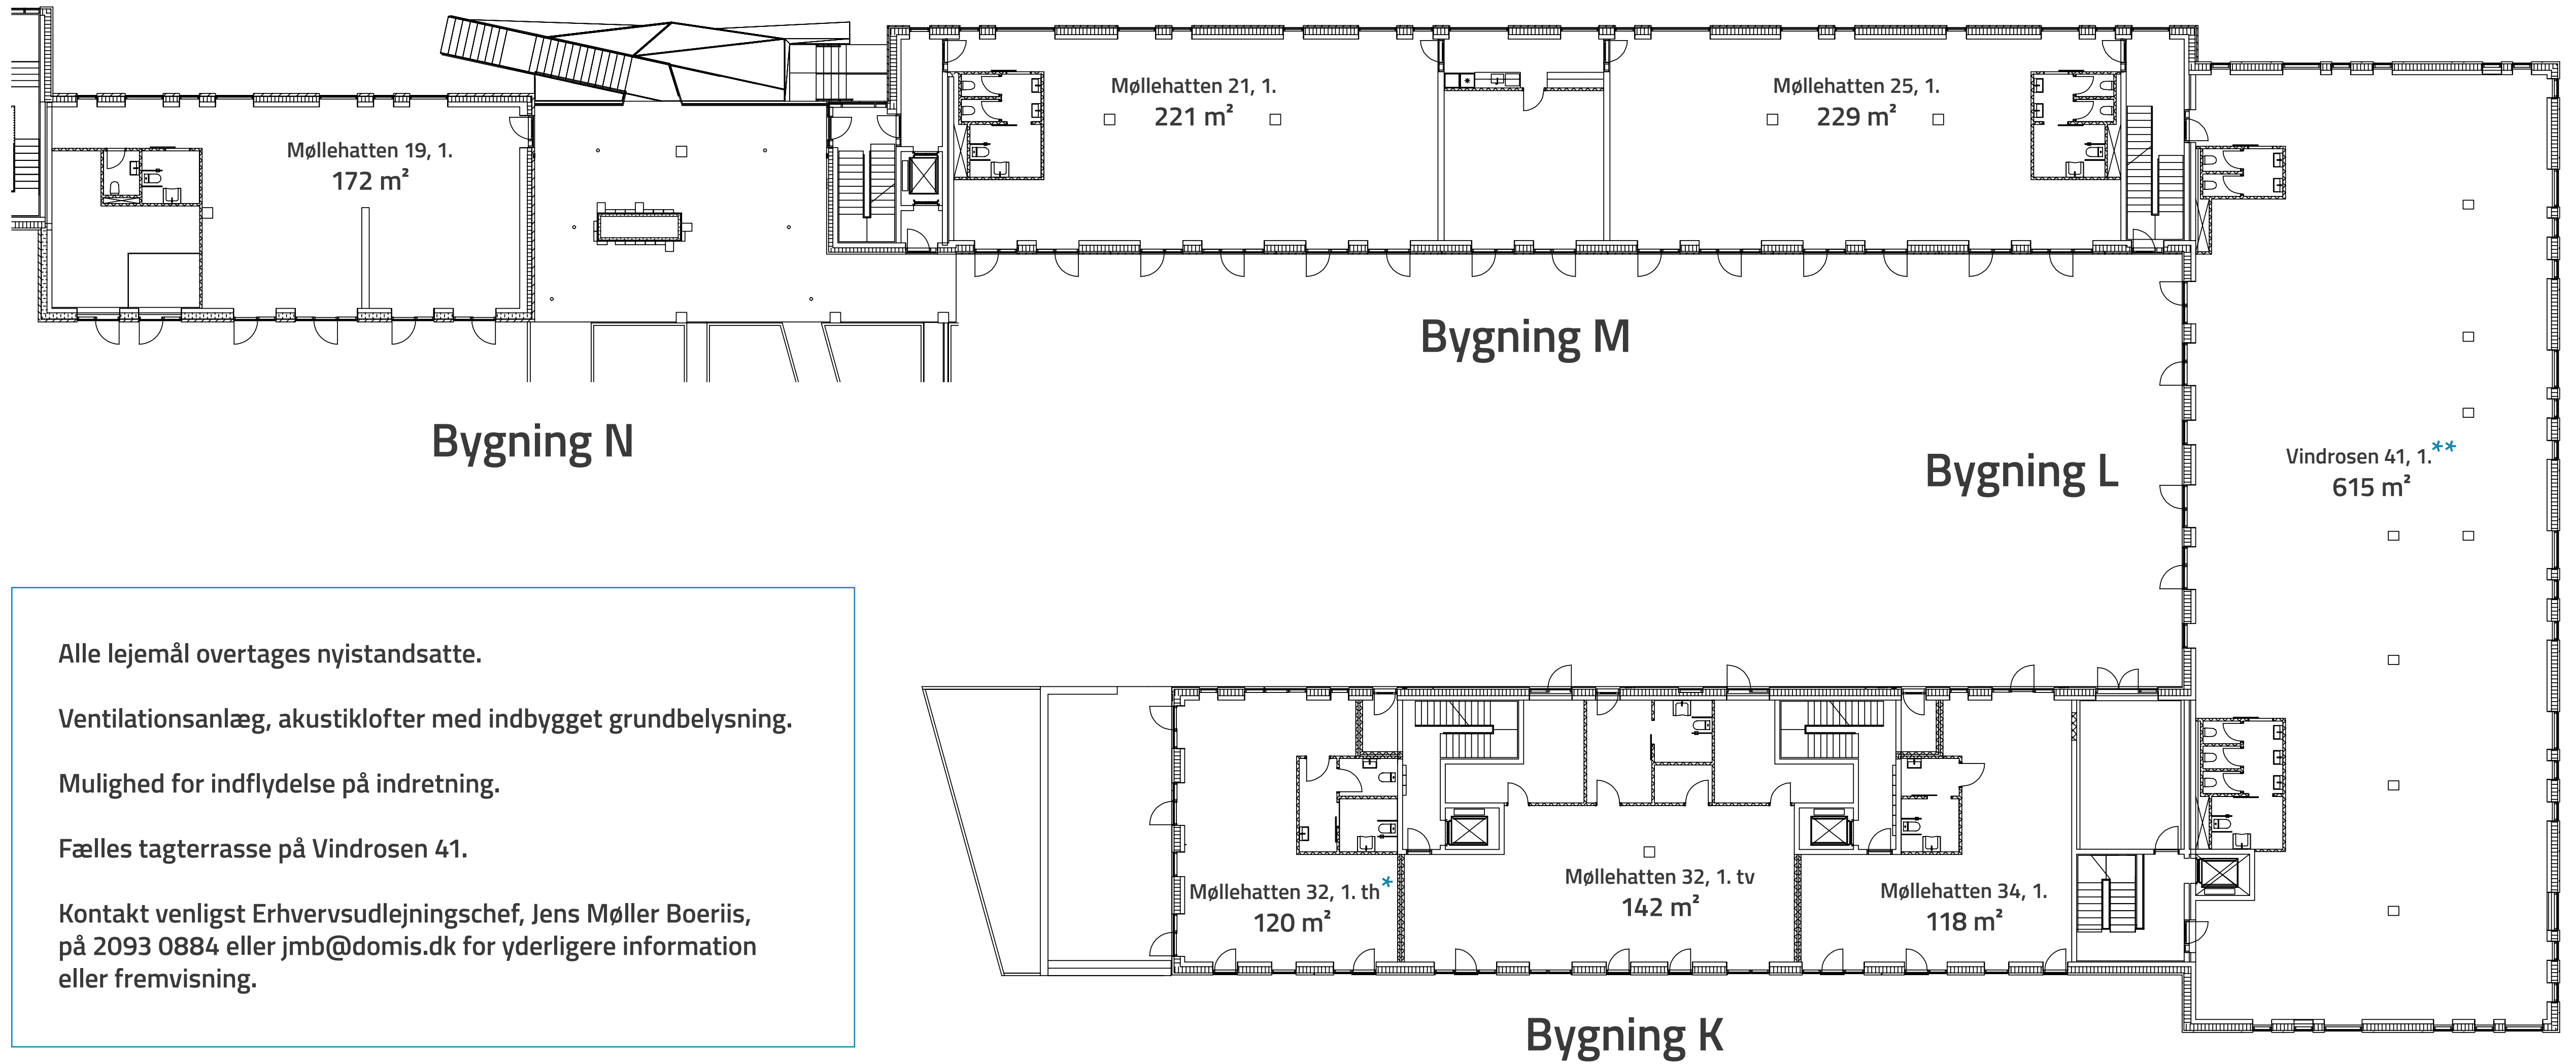 Møllehatten 19, 1.
172 m²
Møllehatten 21, 1.
221 m²
Møllehatten 25, 1.
229 m²
Bygning M
Bygning N
Bygning L
Vindrosen 41, 1.**
615 m²
Alle lejemål overtages nyistandsatte.
Ventilationsanlæg, akustiklofter med indbygget grundbelysning.
Mulighed for indflydelse på indretning.
Fælles tagterrasse på Vindrosen 41.
Kontakt venligst Erhvervsudlejningschef, Jens Møller Boeriis,
på 2093 0884 eller jmb@domis.dk for yderligere information
eller fremvisning.
Møllehatten 32, 1. th*
120 m²
Møllehatten 32, 1. tv
142 m²
Møllehatten 34, 1.
118 m²
Bygning K